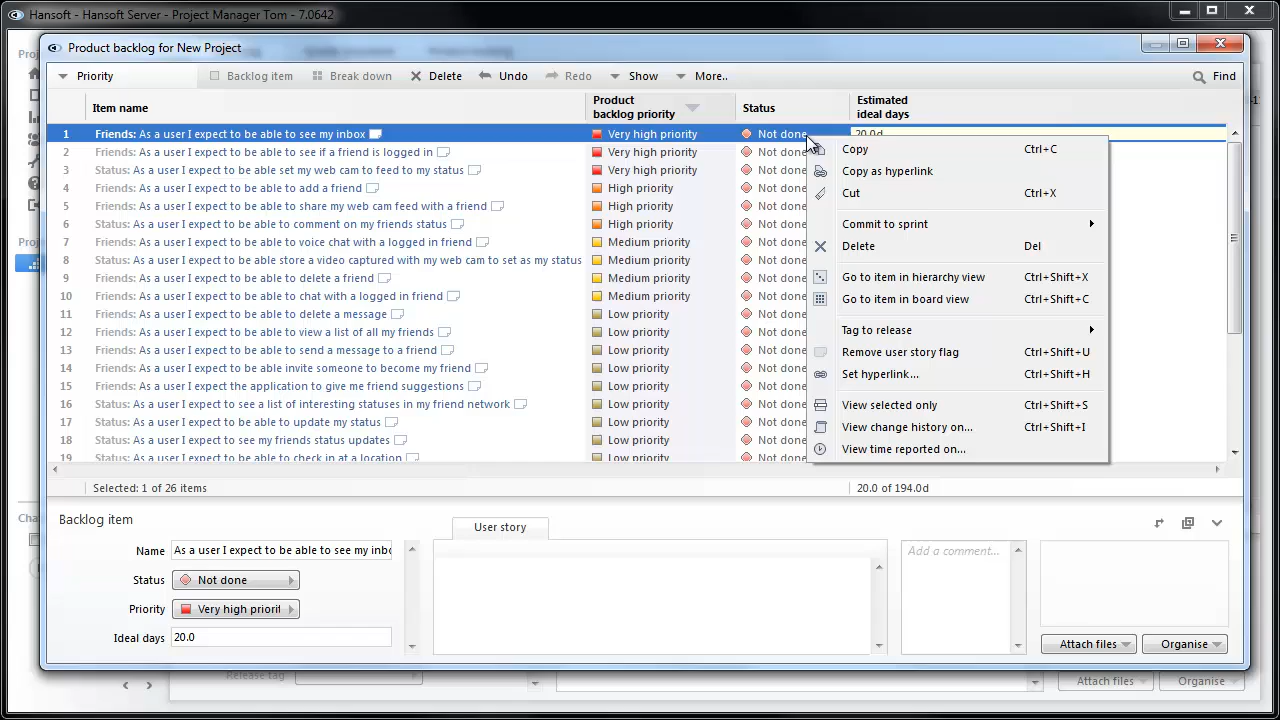 Hansoft - Hansoft Server - Project Manager Tom - 7.0642
Product backlog for New Project
Priority Backlog item Break down Delete Undo Redo Show More.. Find
Item name Product backlog priority Status Estimated ideal days
1 Friends: As a user I expect to be able to see my inbox Very high priority Not done 20.0d
2 Friends: As a user I expect to be able to see if a friend is logged in Very high priority Not done
3 Status: As a user I expect to be able set my web cam to feed to my status Very high priority Not done
4 Friends: As a user I expect to be able to add a friend High priority Not done
5 Friends: As a user I expect to be able to share my web cam feed with a friend High priority Not done
6 Status: As a user I expect to be able to comment on my friends status High priority Not done
7 Friends: As a user I expect to be able to voice chat with a logged in friend Medium priority Not done
8 Status: As a user I expect to be able store a video captured with my web cam to set as my status Medium priority Not done
9 Friends: As a user I expect to be able to delete a friend Medium priority Not done
10 Friends: As a user I expect to be able to chat with a logged in friend Medium priority Not done
11 Friends: As a user I expect to be able to delete a message Low priority Not done
12 Friends: As a user I expect to be able to view a list of all my friends Low priority Not done
13 Friends: As a user I expect to be able to send a message to a friend Low priority Not done
14 Friends: As a user I expect to be able invite someone to become my friend Low priority Not done
15 Friends: As a user I expect the application to give me friend suggestions Low priority Not done
16 Status: As a user I expect to see a list of interesting statuses in my friend network Low priority Not done
17 Status: As a user I expect to be able to update my status Low priority Not done
18 Status: As a user I expect to see my friends status updates Low priority Not done
19 Status: As a user I expect to be able to check in at a location Low priority Not done
Copy Ctrl+C
Copy as hyperlink
Cut Ctrl+X
Commit to sprint
Delete Del
Go to item in hierarchy view Ctrl+Shift+X
Go to item in board view Ctrl+Shift+C
Tag to release
Remove user story flag Ctrl+Shift+U
Set hyperlink... Ctrl+Shift+H
View selected only Ctrl+Shift+S
View change history on... Ctrl+Shift+I
View time reported on...
Selected: 1 of 26 items 20.0 of 194.0d
Backlog item
User story
Name As a user I expect to be able to see my inbo
Add a comment...
Status Not done
Priority Very high priorit
Ideal days 20.0
Attach files Organise
Release tag
Attach files Organise